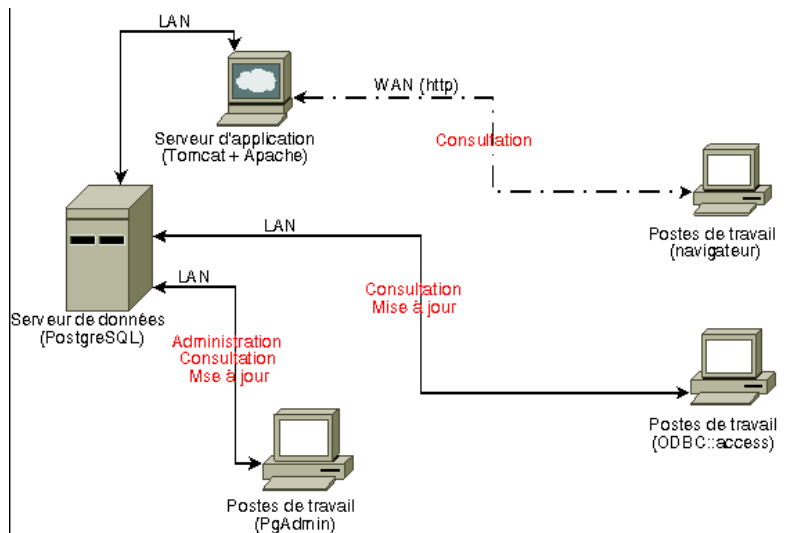 LAN
WAN (http)
Serveur d'application
(Tomcat + Apache)
Consultation
Postes de travail
(navigateur)
LAN
LAN
Consultation
Mise à jour
Serveur de données
(PostgreSQL)
Administration
Consultation
Mse à jour
Postes de travail
(ODBC::access)
Postes de travail
(PgAdmin)